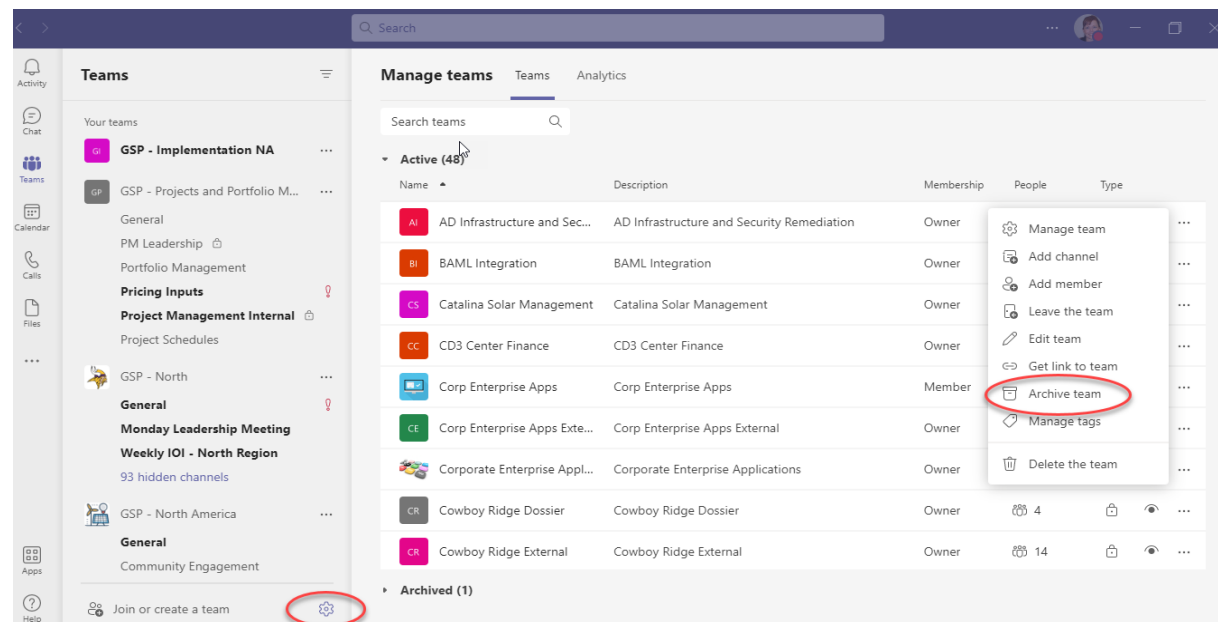 Search
Activity
Chat
Teams
Calendar
Calls
Files
Apps
Help
Teams
Your teams
GI GSP - Implementation NA
GP GSP - Projects and Portfolio M...
General
PM Leadership
Portfolio Management
Pricing Inputs
Project Management Internal
Project Schedules
GSP - North
General
Monday Leadership Meeting
Weekly IOI - North Region
93 hidden channels
GSP - North America
General
Community Engagement
Join or create a team
Manage teams Teams Analytics
Search teams
Active (48)
Name Description Membership People Type
AI AD Infrastructure and Sec... AD Infrastructure and Security Remediation Owner
BI BAML Integration BAML Integration Owner
CS Catalina Solar Management Catalina Solar Management Owner
CC CD3 Center Finance CD3 Center Finance Owner
Corp Enterprise Apps Corp Enterprise Apps Member
CE Corp Enterprise Apps Exte... Corp Enterprise Apps External Owner
Corporate Enterprise Appl... Corporate Enterprise Applications Owner
CR Cowboy Ridge Dossier Cowboy Ridge Dossier Owner 4
CR Cowboy Ridge External Cowboy Ridge External Owner 14
Archived (1)
Manage team
Add channel
Add member
Leave the team
Edit team
Get link to team
Archive team
Manage tags
Delete the team